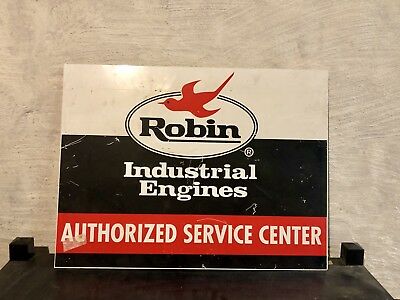 Robin
®
Industrial
Engines
AUTHORIZED SERVICE CENTER